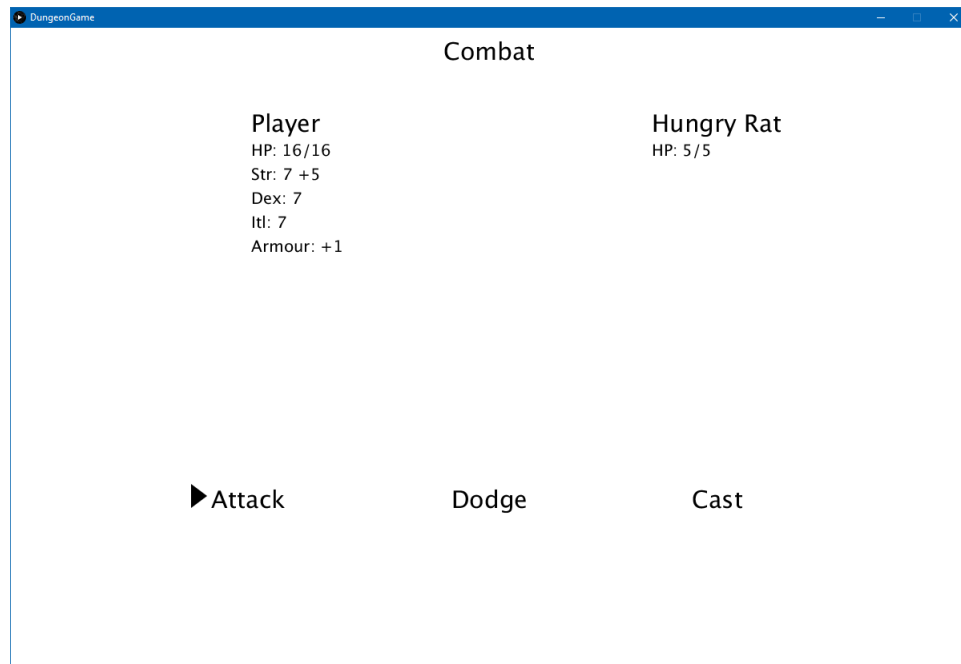 DungeonGame
Combat
Player
HP: 16/16
Str: 7 +5
Dex: 7
Itl: 7
Armour: +1
Hungry Rat
HP: 5/5
Attack
Dodge
Cast